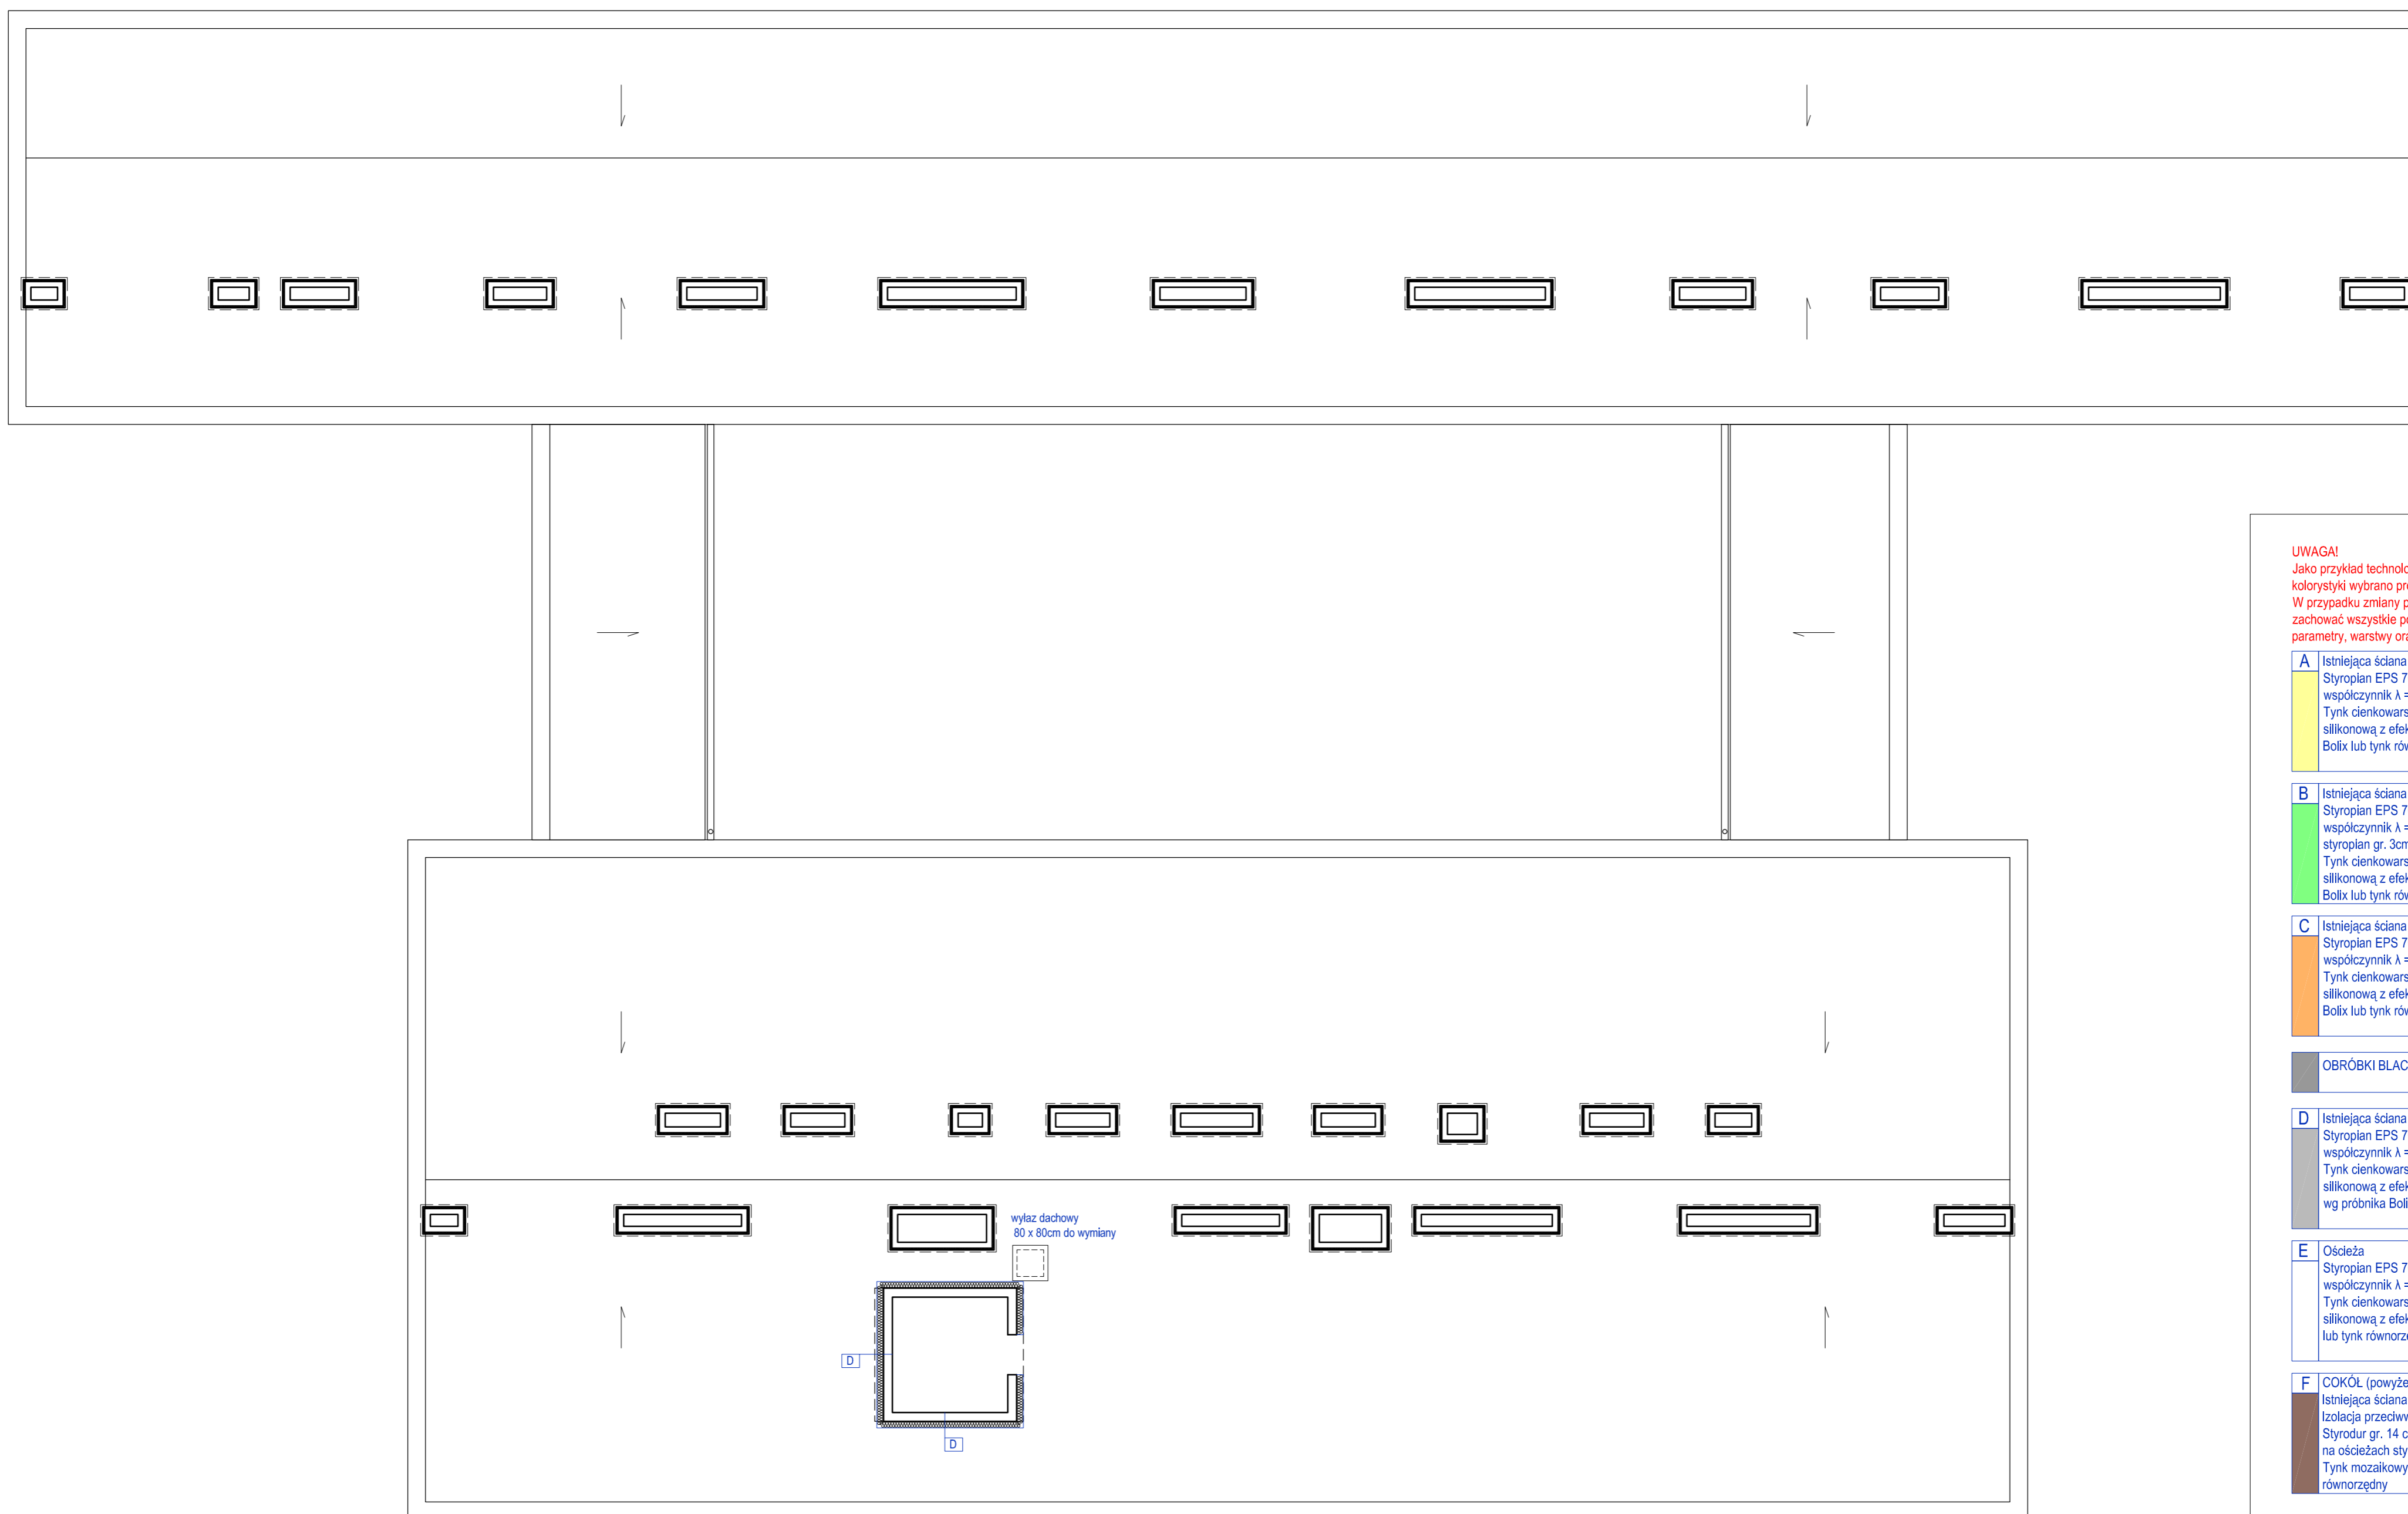 wyłaz dachowy
80 x 80cm do wymiany
D
D
UWAGA!
Jako przykład technolo
kolorystyki wybrano pr
W przypadku zmiany p
zachować wszystkie po
parametry, warstwy ora
A
Istniejąca ściana
Styropian EPS 7
współczynnik λ =
Tynk cienkowars
silikonową z efek
Bolix lub tynk rów
B
Istniejąca ściana
Styropian EPS 7
współczynnik λ =
styropian gr. 3cm
Tynk cienkowars
silikonową z efek
Bolix lub tynk rów
C
Istniejąca ściana
Styropian EPS 7
współczynnik λ =
Tynk cienkowars
silikonową z efek
Bolix lub tynk rów
OBRÓBKI BLAC
D
Istniejąca ściana
Styropian EPS 7
współczynnik λ =
Tynk cienkowars
silikonową z efek
wg próbnika Boli
E
Ościeża
Styropian EPS 7
współczynnik λ =
Tynk cienkowars
silikonową z efek
lub tynk równorz
F
COKÓŁ (powyże
Istniejąca ściana
Izolacja przeciww
Styrodur gr. 14 c
na ościeżach sty
Tynk mozaikowy
równorzędny